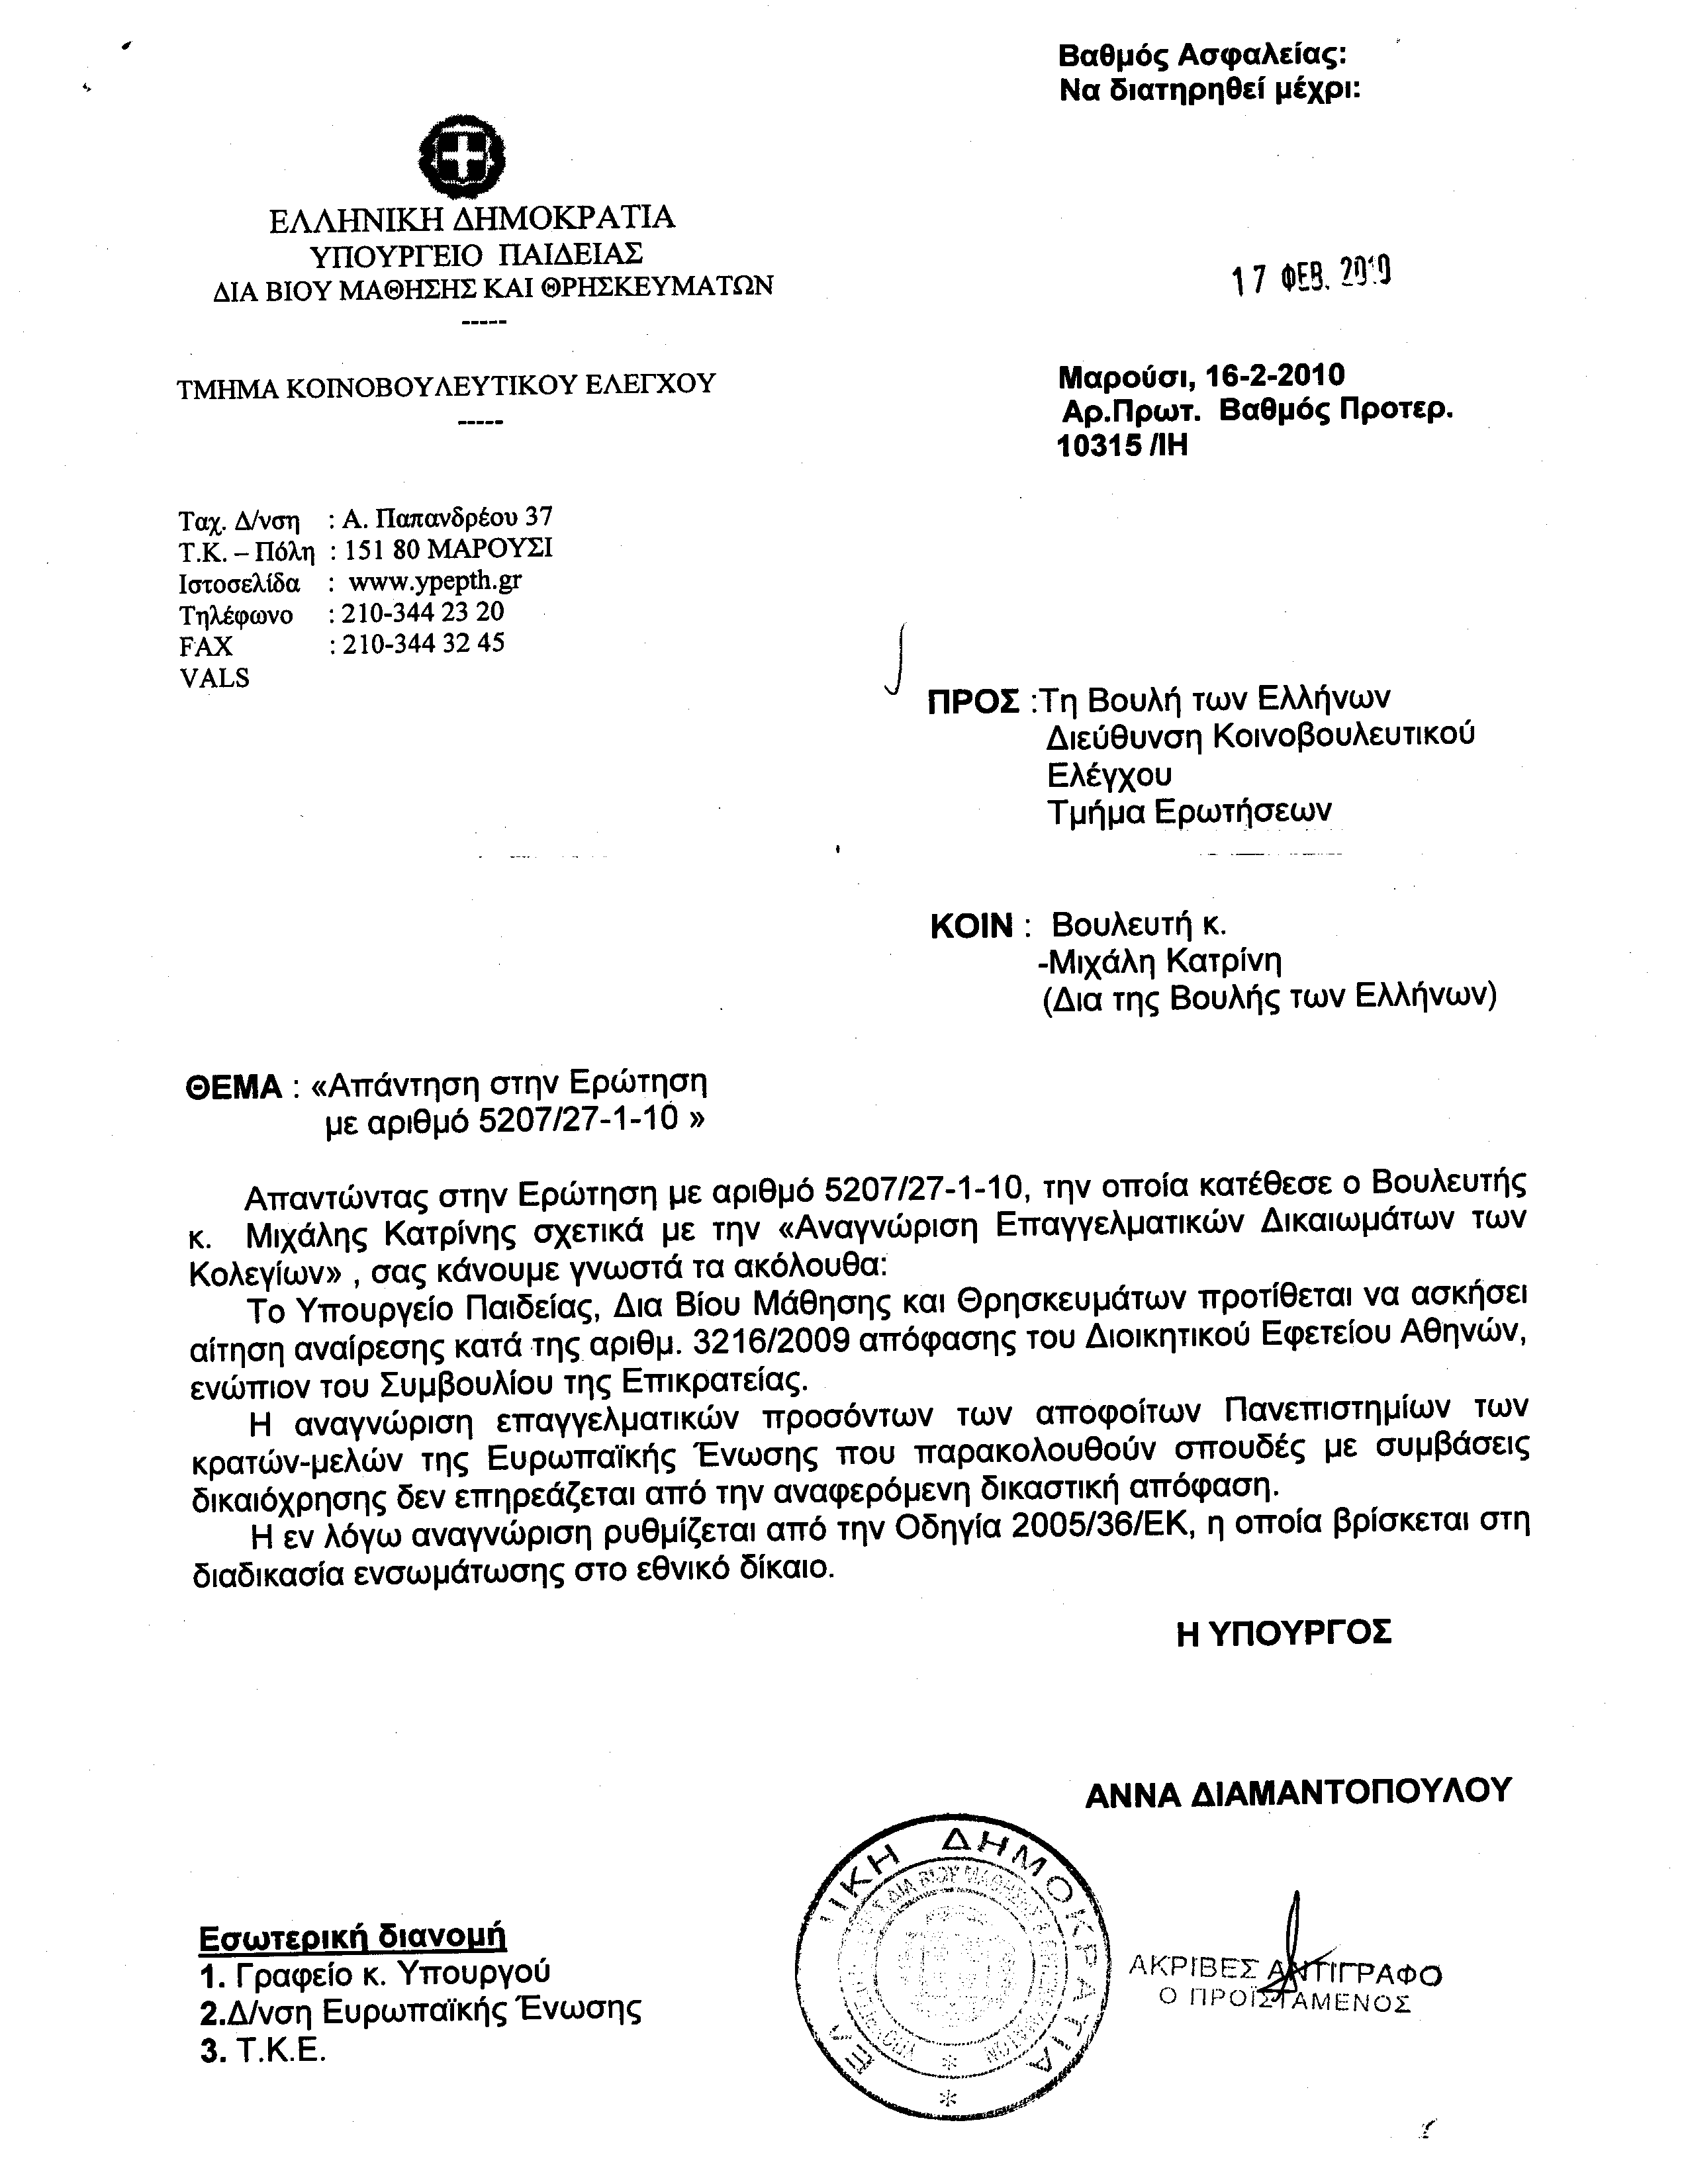 Βαθμός Ασφαλείας:
Να διατηρηθεί μέχρι:
ΕΛΛΗΝΙΚΗ ΔΗΜΟΚΡΑΤΙΑ
ΥΠΟΥΡΓΕΙΟ ΠΑΙΔΕΙΑΣ
ΔΙΑ ΒΙΟΥ ΜΑΘΗΣΗΣ ΚΑΙ ΘΡΗΣΚΕΥΜΑΤΩΝ
-----
17 ΦΕΒ. 2010
ΤΜΗΜΑ ΚΟΙΝΟΒΟΥΛΕΥΤΙΚΟΥ ΕΛΕΓΧΟΥ
-----
Μαρούσι, 16-2-2010
Αρ.Πρωτ. Βαθμός Προτερ.
10315 /ΙΗ
Ταχ. Δ/νση : Α. Παπανδρέου 37
Τ.Κ. – Πόλη : 151 80 ΜΑΡΟΥΣΙ
Ιστοσελίδα : www.ypepth.gr
Τηλέφωνο : 210-344 23 20
FAX : 210-344 32 45
VALS
ΠΡΟΣ :Τη Βουλή των Ελλήνων
Διεύθυνση Κοινοβουλευτικού
Ελέγχου
Τμήμα Ερωτήσεων
ΚΟΙΝ : Βουλευτή κ.
-Μιχάλη Κατρίνη
(Δια της Βουλής των Ελλήνων)
ΘΕΜΑ : «Απάντηση στην Ερώτηση
με αριθμό 5207/27-1-10 »
Απαντώντας στην Ερώτηση με αριθμό 5207/27-1-10, την οποία κατέθεσε ο Βουλευτής
κ. Μιχάλης Κατρίνης σχετικά με την «Αναγνώριση Επαγγελματικών Δικαιωμάτων των
Κολεγίων» , σας κάνουμε γνωστά τα ακόλουθα:
Το Υπουργείο Παιδείας, Δια Βίου Μάθησης και Θρησκευμάτων προτίθεται να ασκήσει
αίτηση αναίρεσης κατά της αριθμ. 3216/2009 απόφασης του Διοικητικού Εφετείου Αθηνών,
ενώπιον του Συμβουλίου της Επικρατείας.
Η αναγνώριση επαγγελματικών προσόντων των αποφοίτων Πανεπιστημίων των
κρατών-μελών της Ευρωπαϊκής Ένωσης που παρακολουθούν σπουδές με συμβάσεις
δικαιόχρησης δεν επηρεάζεται από την αναφερόμενη δικαστική απόφαση.
Η εν λόγω αναγνώριση ρυθμίζεται από την Οδηγία 2005/36/ΕΚ, η οποία βρίσκεται στη
διαδικασία ενσωμάτωσης στο εθνικό δίκαιο.
Η ΥΠΟΥΡΓΟΣ
ΑΝΝΑ ΔΙΑΜΑΝΤΟΠΟΥΛΟΥ
ΔΗΜΟΚΡΑΤΙΑ
Εσωτερική διανομή
1. Γραφείο κ. Υπουργού
2.Δ/νση Ευρωπαϊκής Ένωσης
3. Τ.Κ.Ε.
ΑΚΡΙΒΕΣ ΑΝΤΙΓΡΑΦΟ
Ο ΠΡΟΪΣΤΑΜΕΝΟΣ